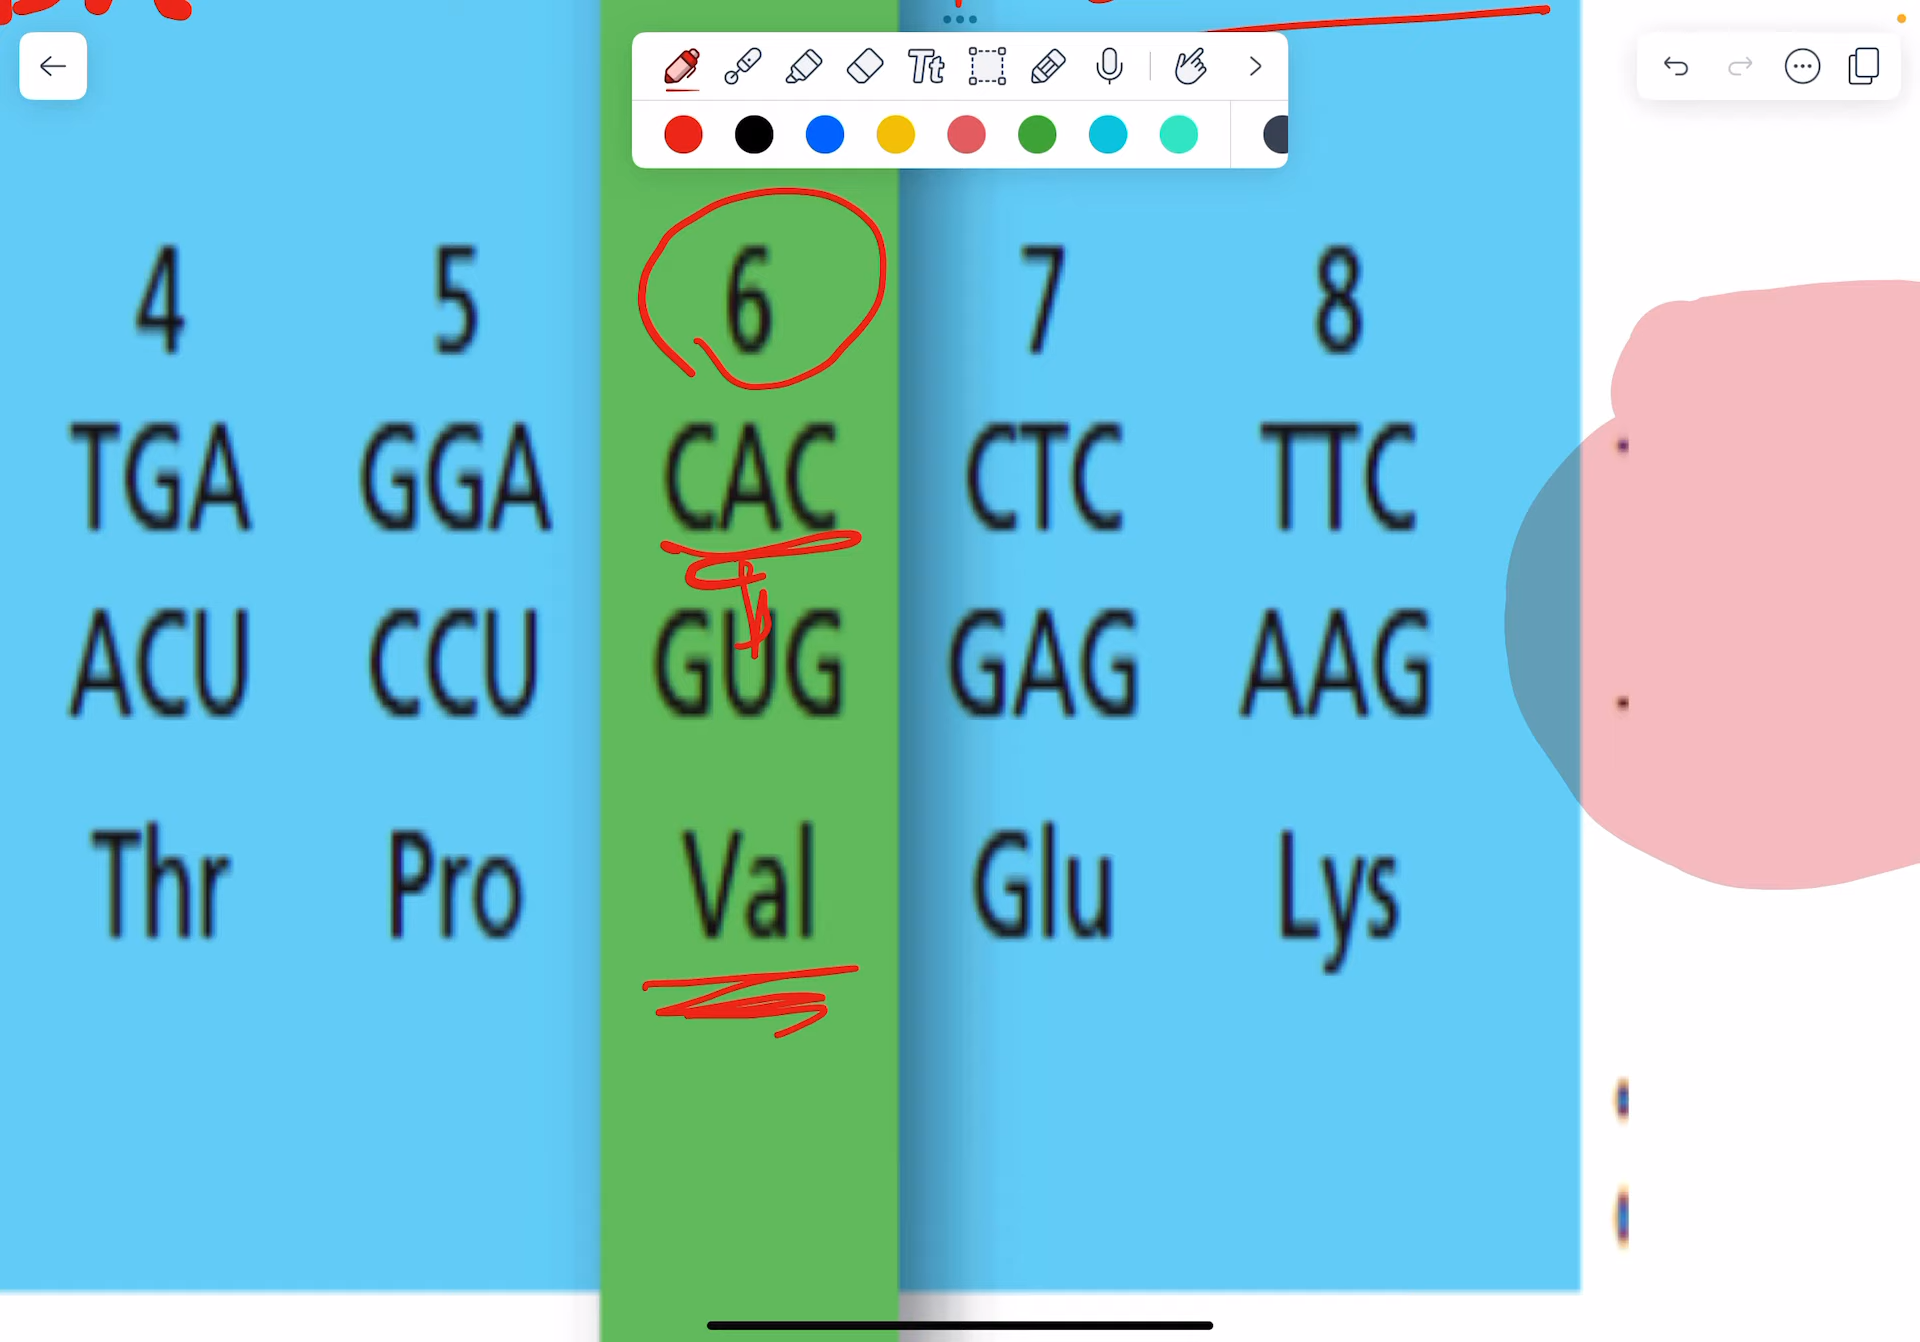 Tt
4 5 6 7 8
TGA GGA CAC CTC TTC
ACU CCU GUG GAG AAG
Thr Pro Val Glu Lys